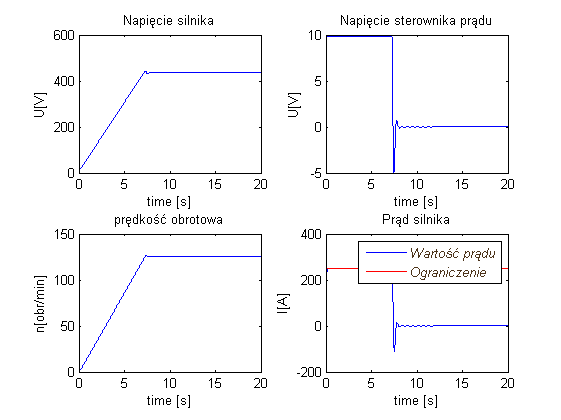 Napięcie silnika
600
400
200
0
U[V]
0 5 10 15 20
time [s]
Napięcie sterownika prądu
10
5
0
-5
U[V]
0 5 10 15 20
time [s]
prędkość obrotowa
150
100
50
0
n[obr/min]
0 5 10 15 20
time [s]
Prąd silnika
400
200
0
-200
I[A]
Wartość prądu
Ograniczenie
0 5 10 15 20
time [s]